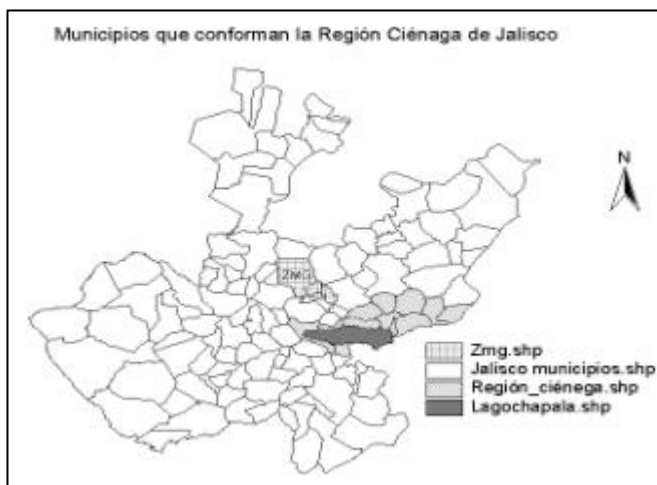 Municipios que conforman la Región Ciénaga de Jalisco
N
ZMG
Zmg.shp
Jalisco municipios.shp
Región_ciénega.shp
Lagochapala.shp